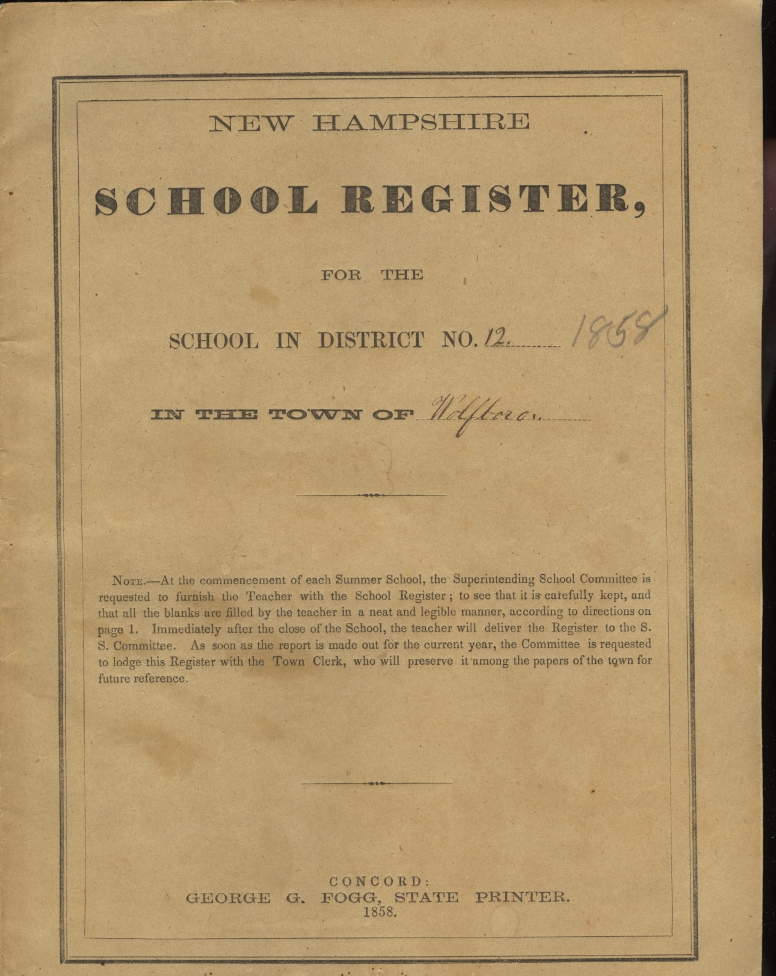 NEW HAMPSHIRE
SCHOOL REGISTER,
FOR THE
SCHOOL IN DISTRICT NO. 12. 1858
IN THE TOWN OF Wolfboro.
NOTE.—At the commencement of each Summer School, the Superintending School Committee is
requested to furnish the Teacher with the School Register; to see that it is carefully kept, and
that all the blanks are filled by the teacher in a neat and legible manner, according to directions on
page 1. Immediately after the close of the School, the teacher will deliver the Register to the S.
S. Committee. As soon as the report is made out for the current year, the Committee is requested
to lodge this Register with the Town Clerk, who will preserve it among the papers of the town for
future reference.
CONCORD:
GEORGE G. FOGG, STATE PRINTER.
1858.